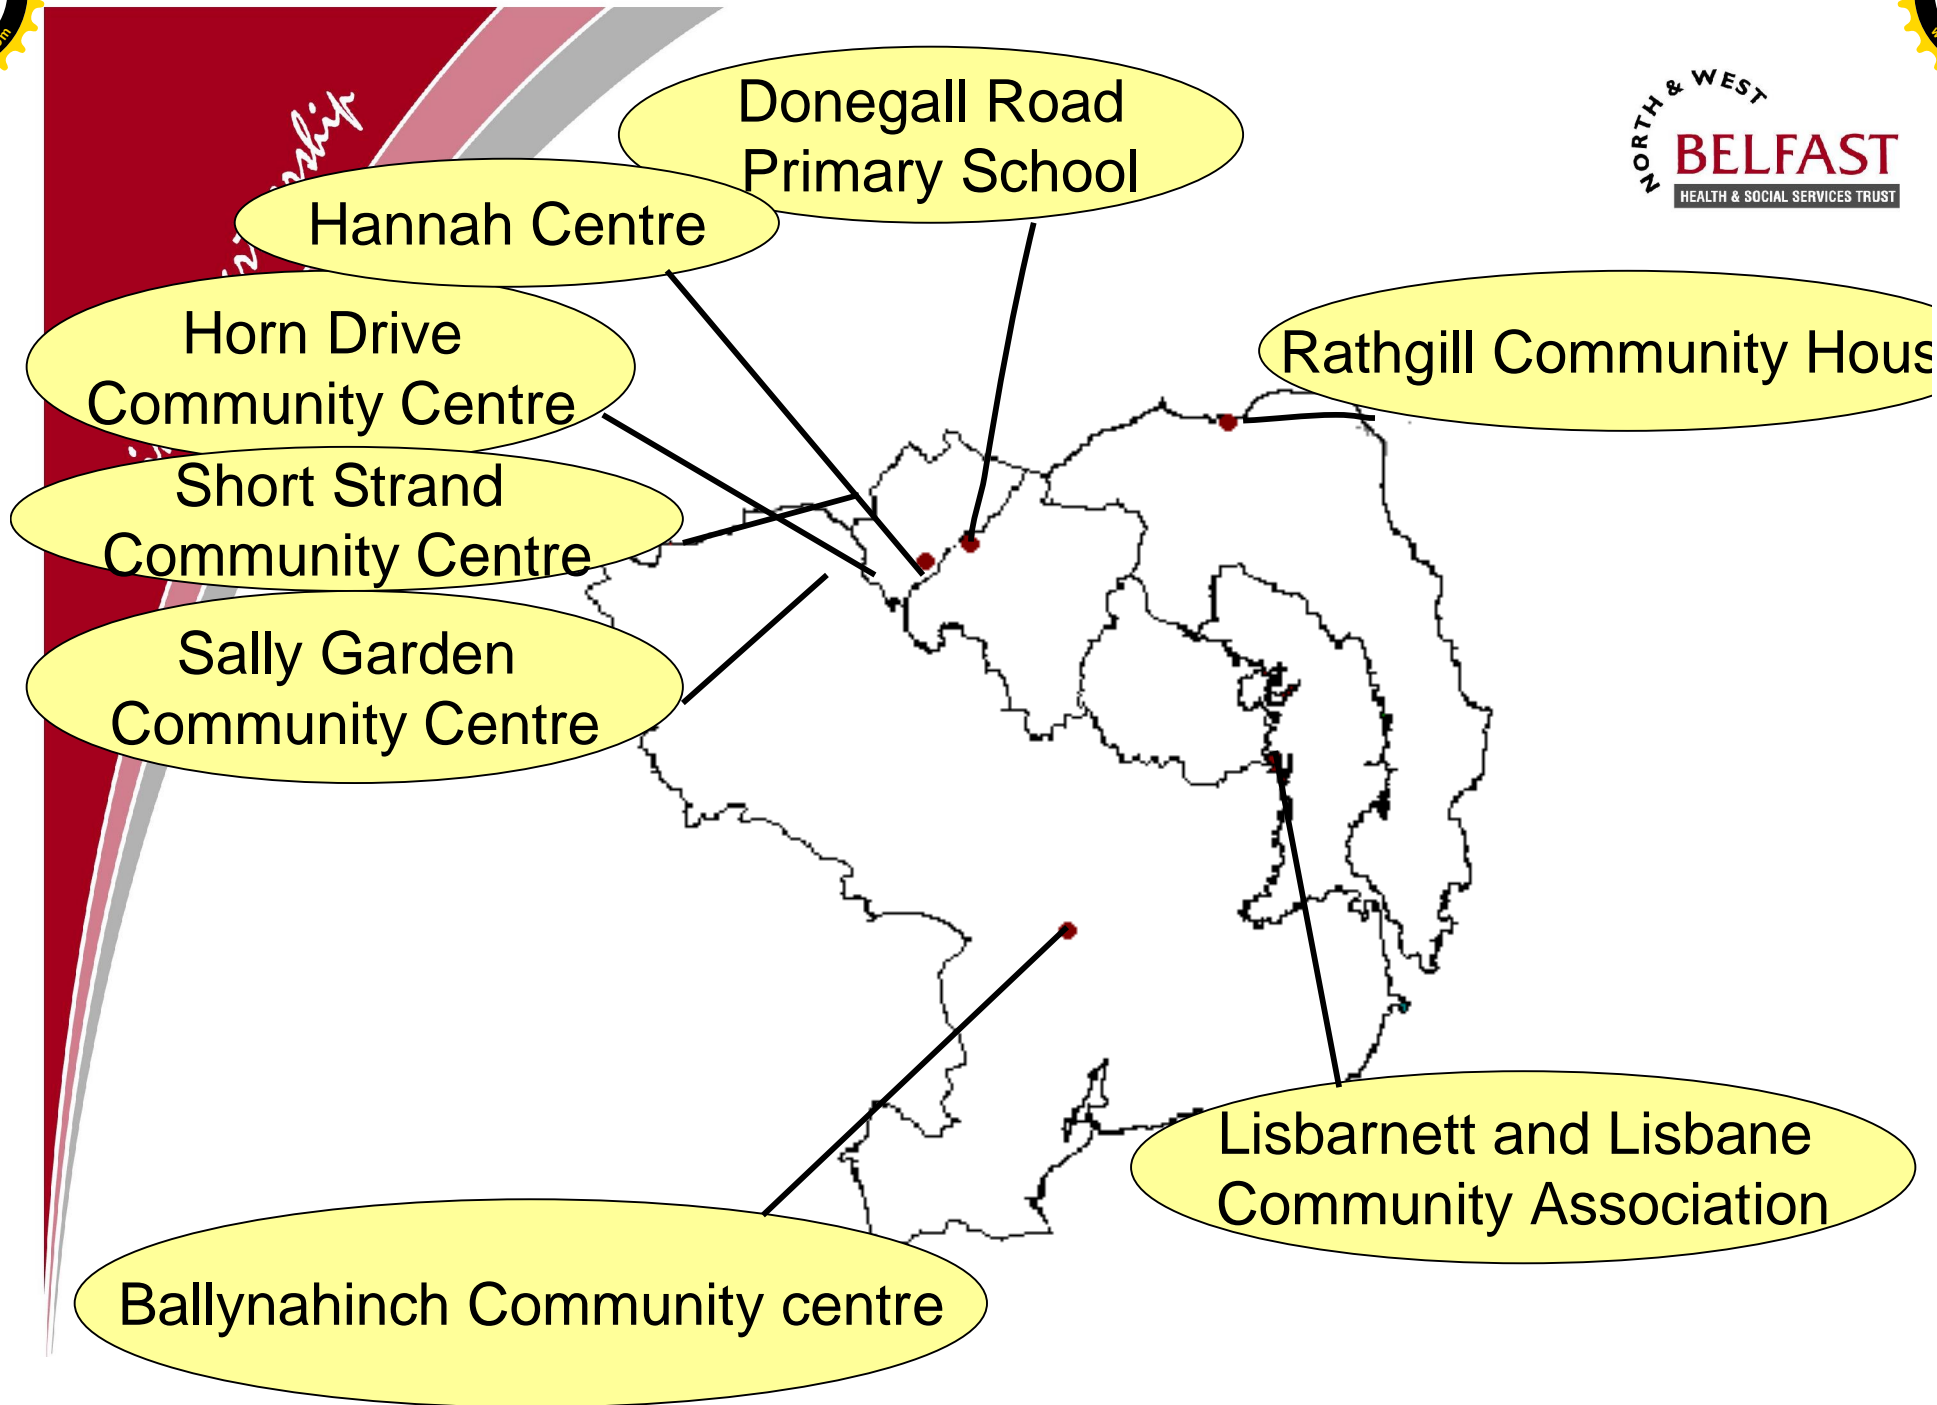 NORTH & WEST
BELFAST
HEALTH & SOCIAL SERVICES TRUST
Donegall Road
Primary School
Hannah Centre
Horn Drive
Community Centre
Rathgill Community Hous
Short Strand
Community Centre
Sally Garden
Community Centre
Lisbarnett and Lisbane
Community Association
Ballynahinch Community centre